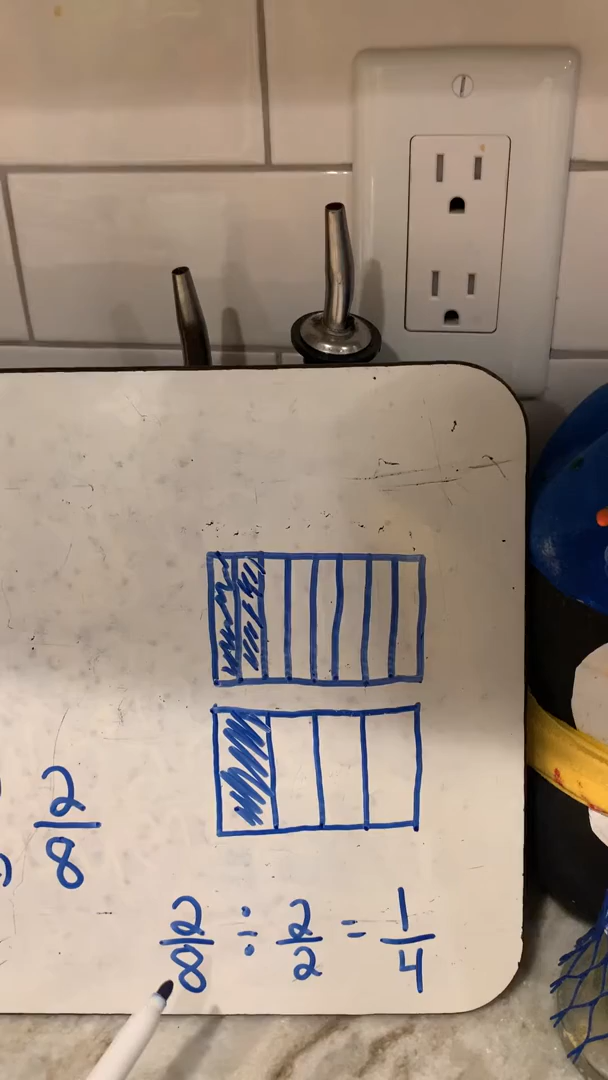 2/8
2/8 ÷ 2/2 = 1/4